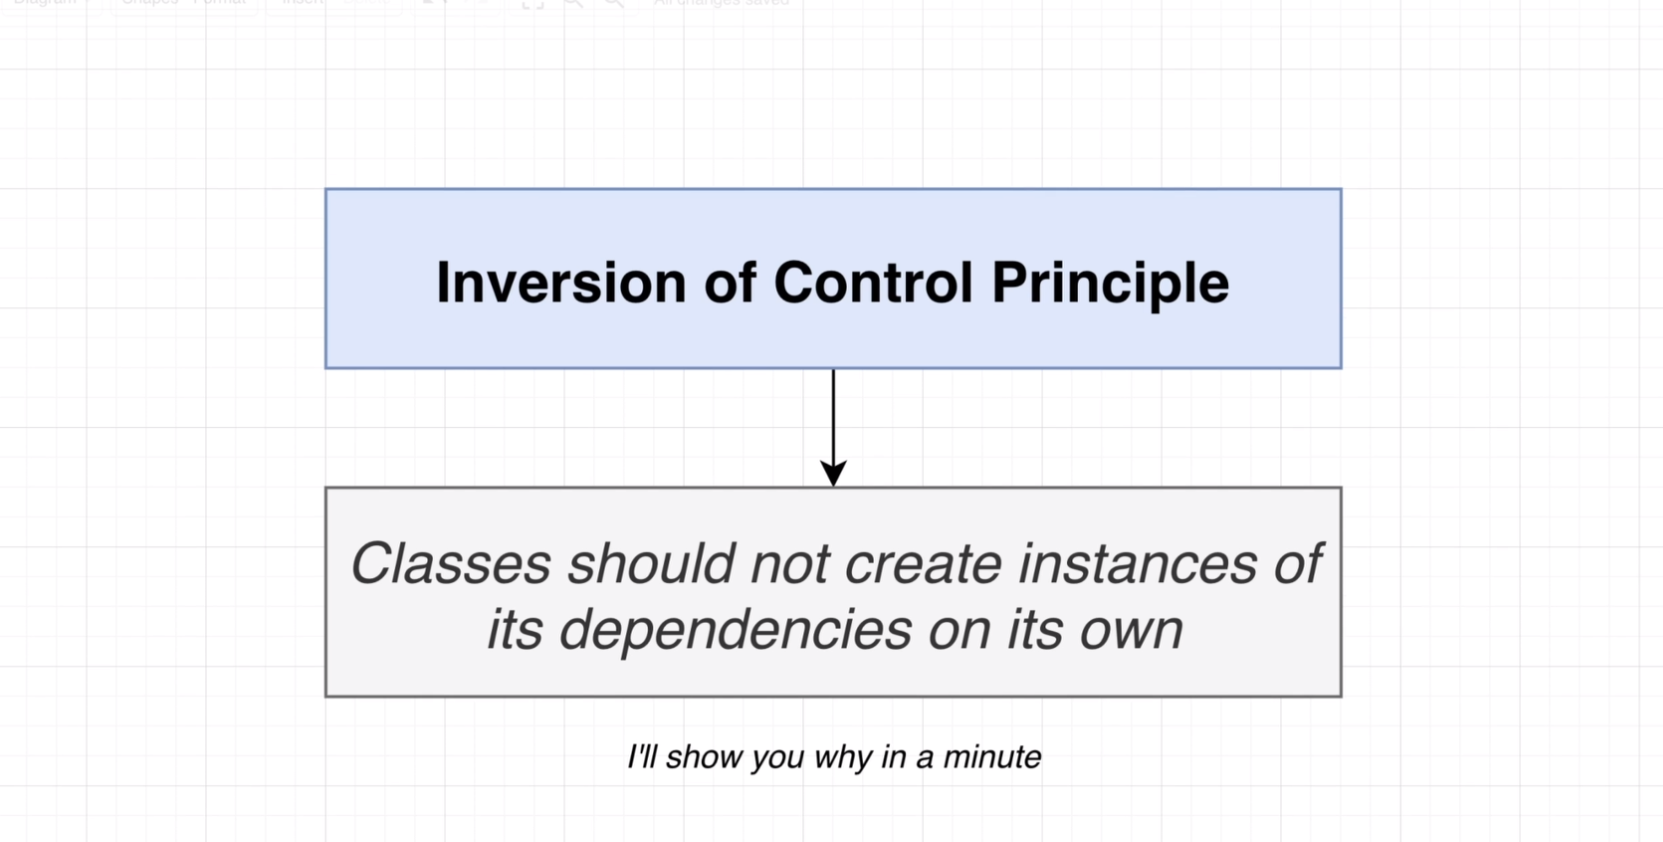 Diagram Shapes Format Insert All changes saved
Inversion of Control Principle
Classes should not create instances of
its dependencies on its own
I'll show you why in a minute